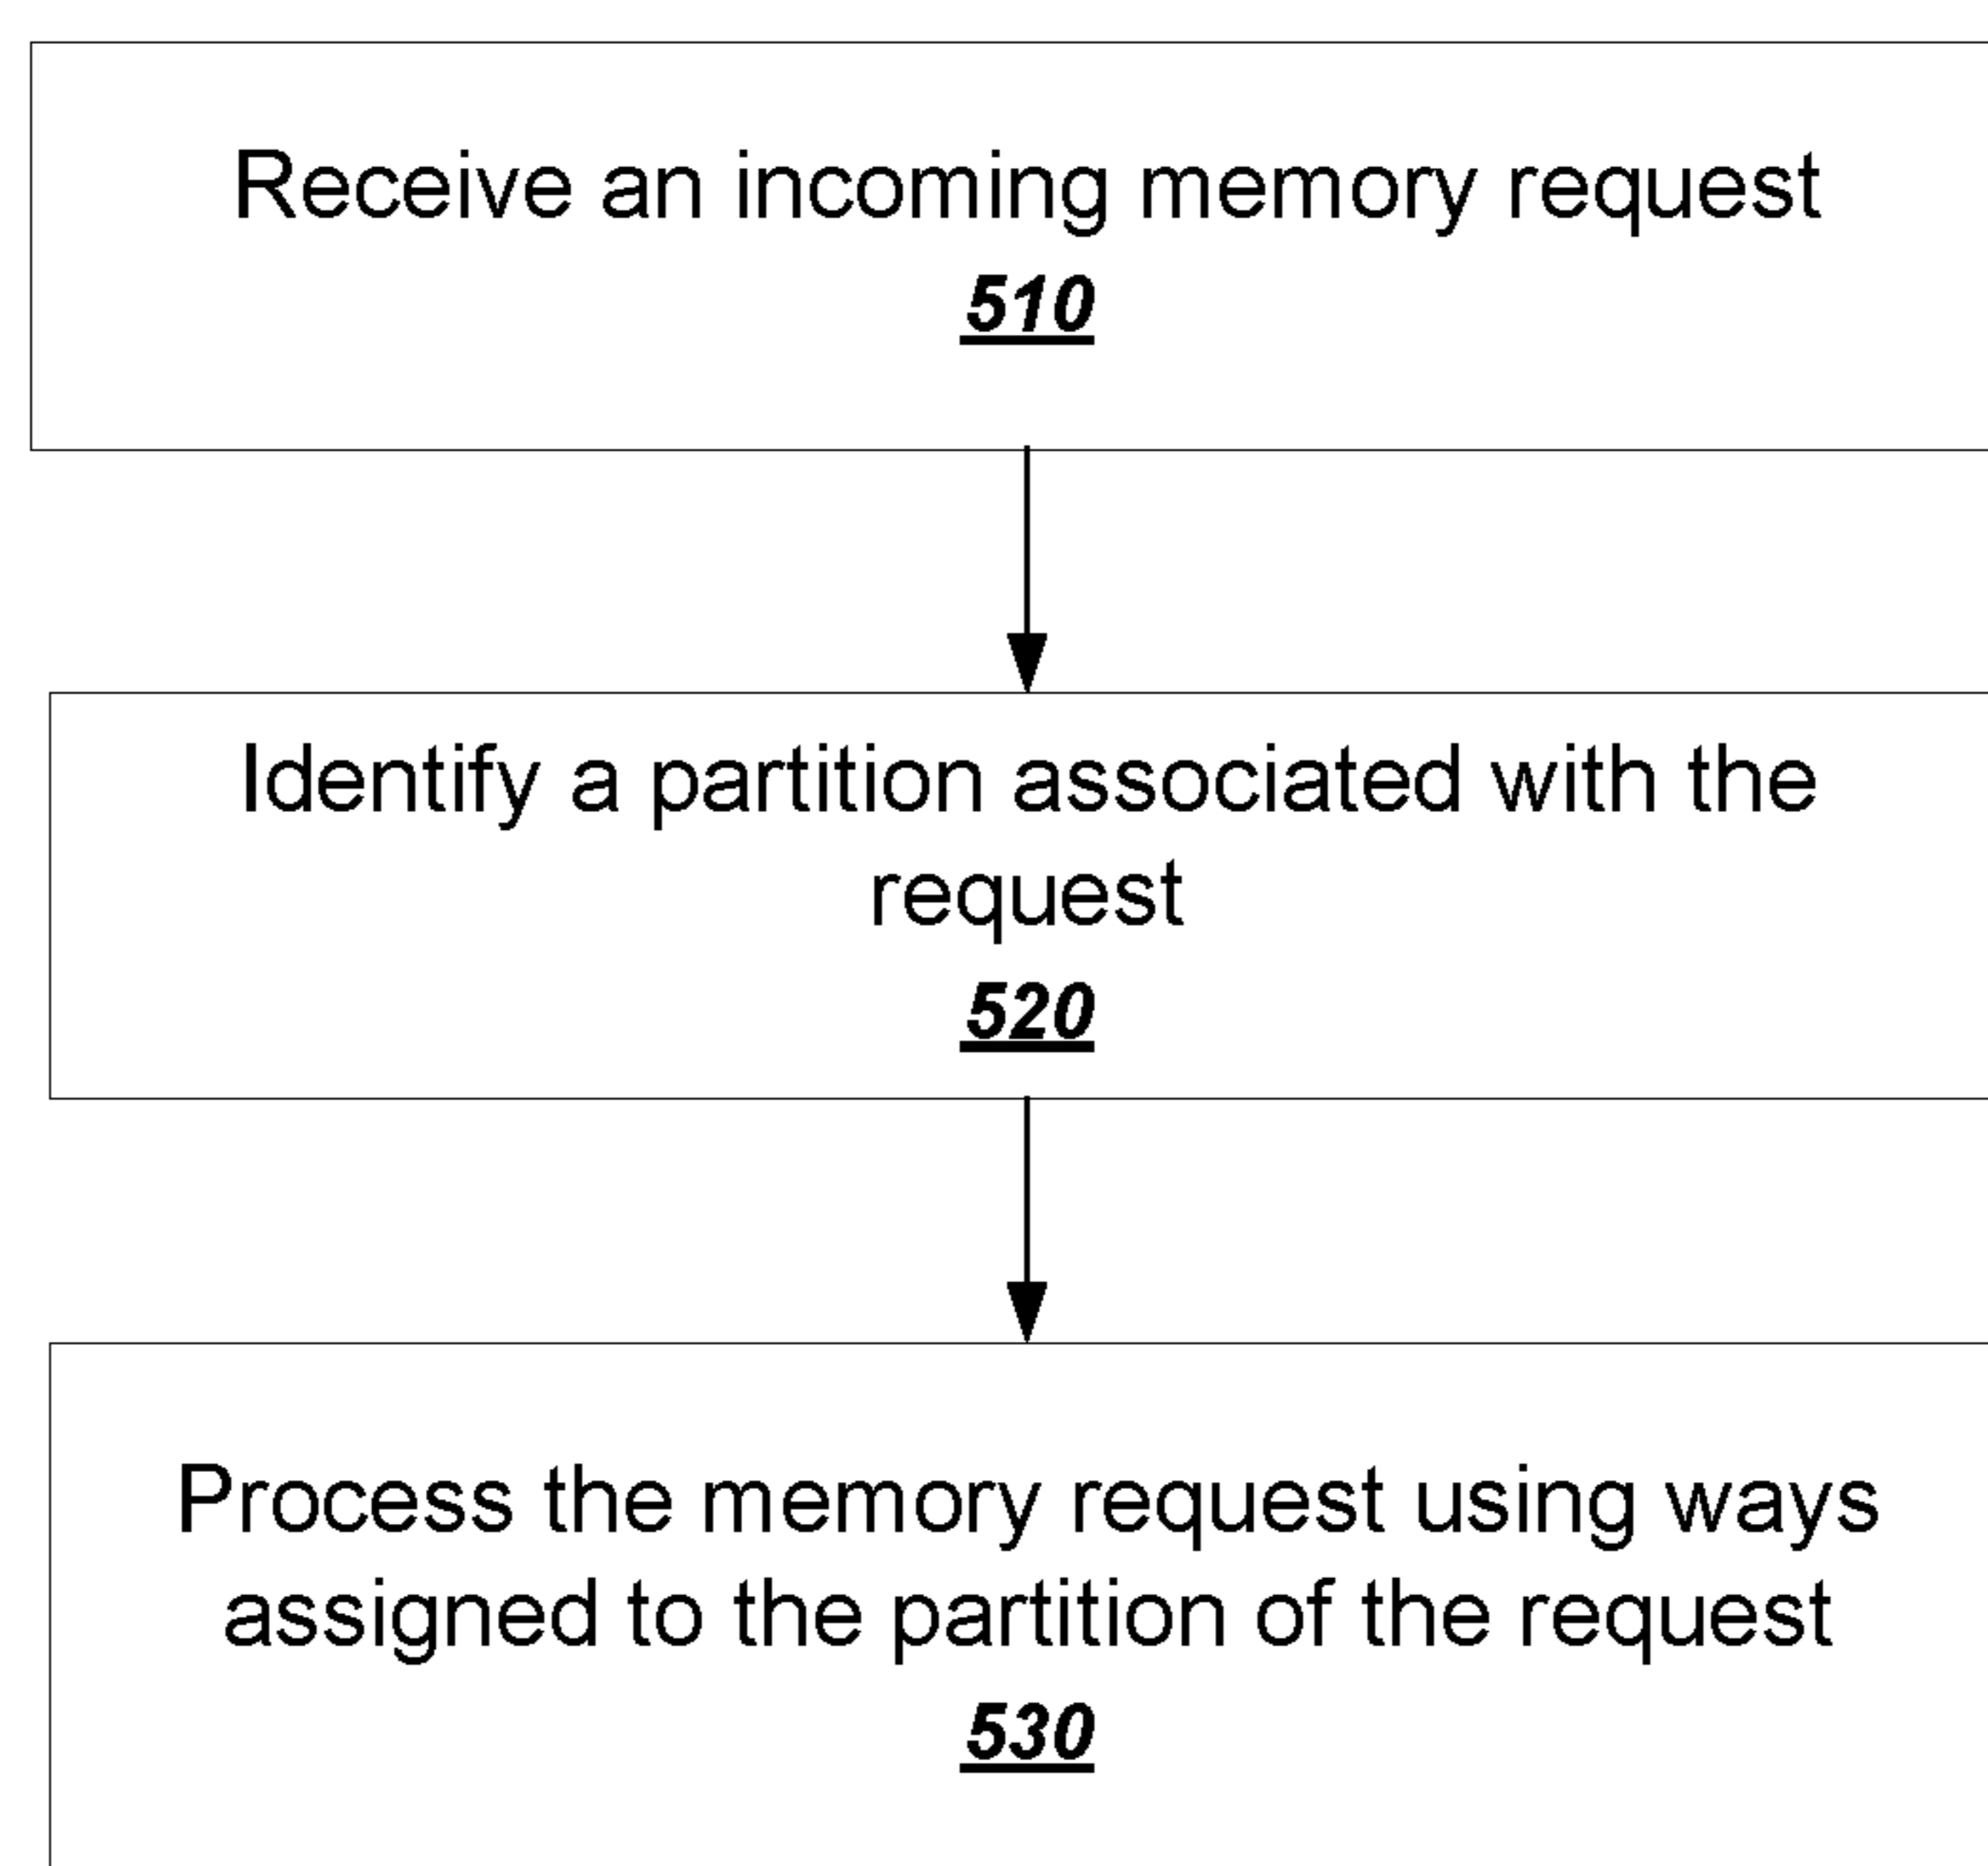 Receive an incoming memory request
510
Identify a partition associated with the
request
520
Process the memory request using ways
assigned to the partition of the request
530